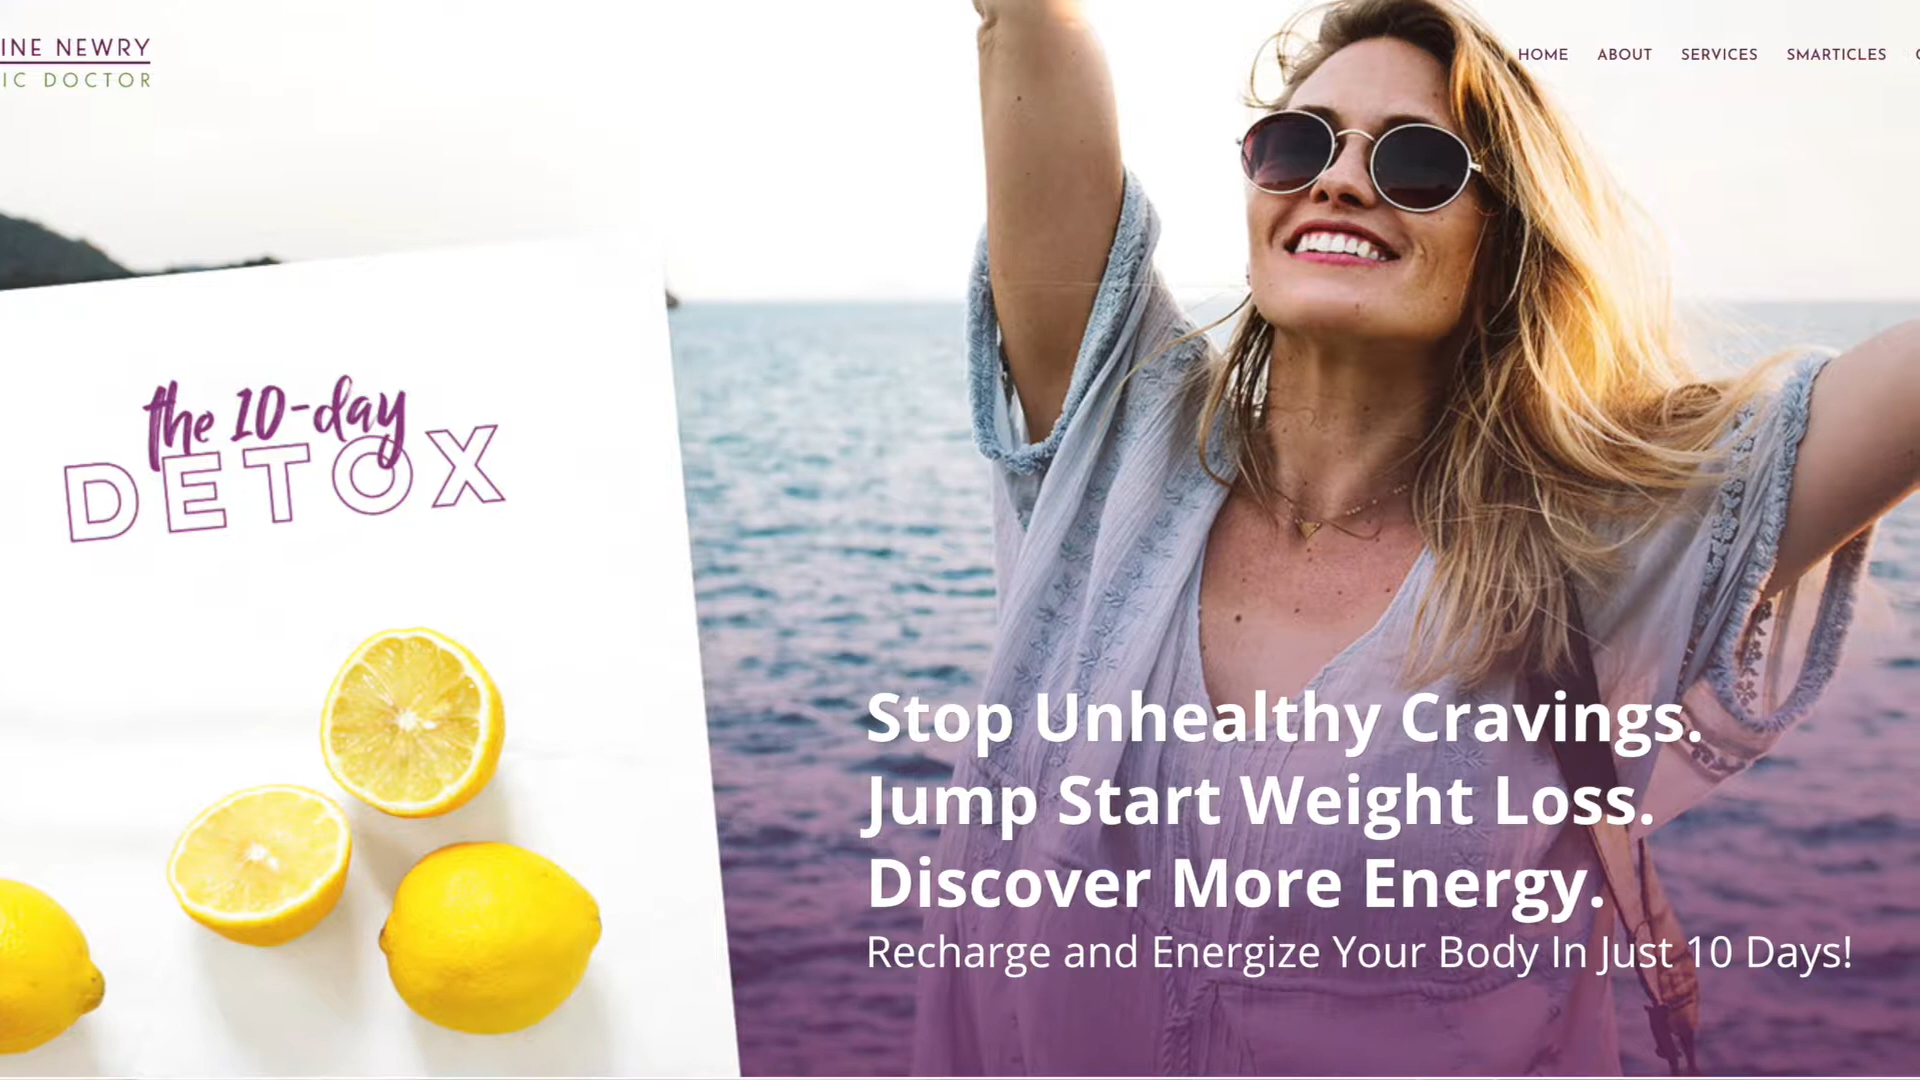 INE NEWRY
IC DOCTOR
HOME ABOUT SERVICES SMARTICLES
the 10-day
DETOX
Stop Unhealthy Cravings.
Jump Start Weight Loss.
Discover More Energy.
Recharge and Energize Your Body In Just 10 Days!